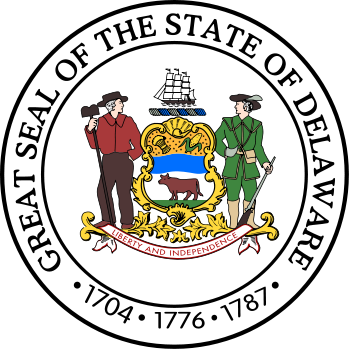 GREAT SEAL OF THE STATE OF DELAWARE
LIBERTY AND INDEPENDENCE
· 1704 · 1776 · 1787 ·